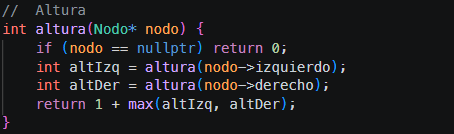 //  Altura
int altura(Nodo* nodo) {
    if (nodo == nullptr) return 0;
    int altIzq = altura(nodo->izquierdo);
    int altDer = altura(nodo->derecho);
    return 1 + max(altIzq, altDer);
}